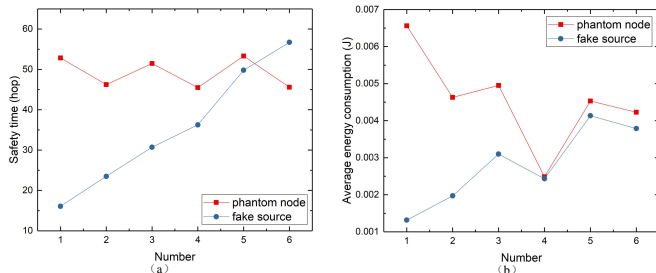 60
50
40
30
20
10
Safety time (hop)
1 2 3 4 5 6
Number
phantom node
fake source
(a)
0.007
0.006
0.005
0.004
0.003
0.002
0.001
Average energy consumption (J)
1 2 3 4 5 6
Number
phantom node
fake source
(b)